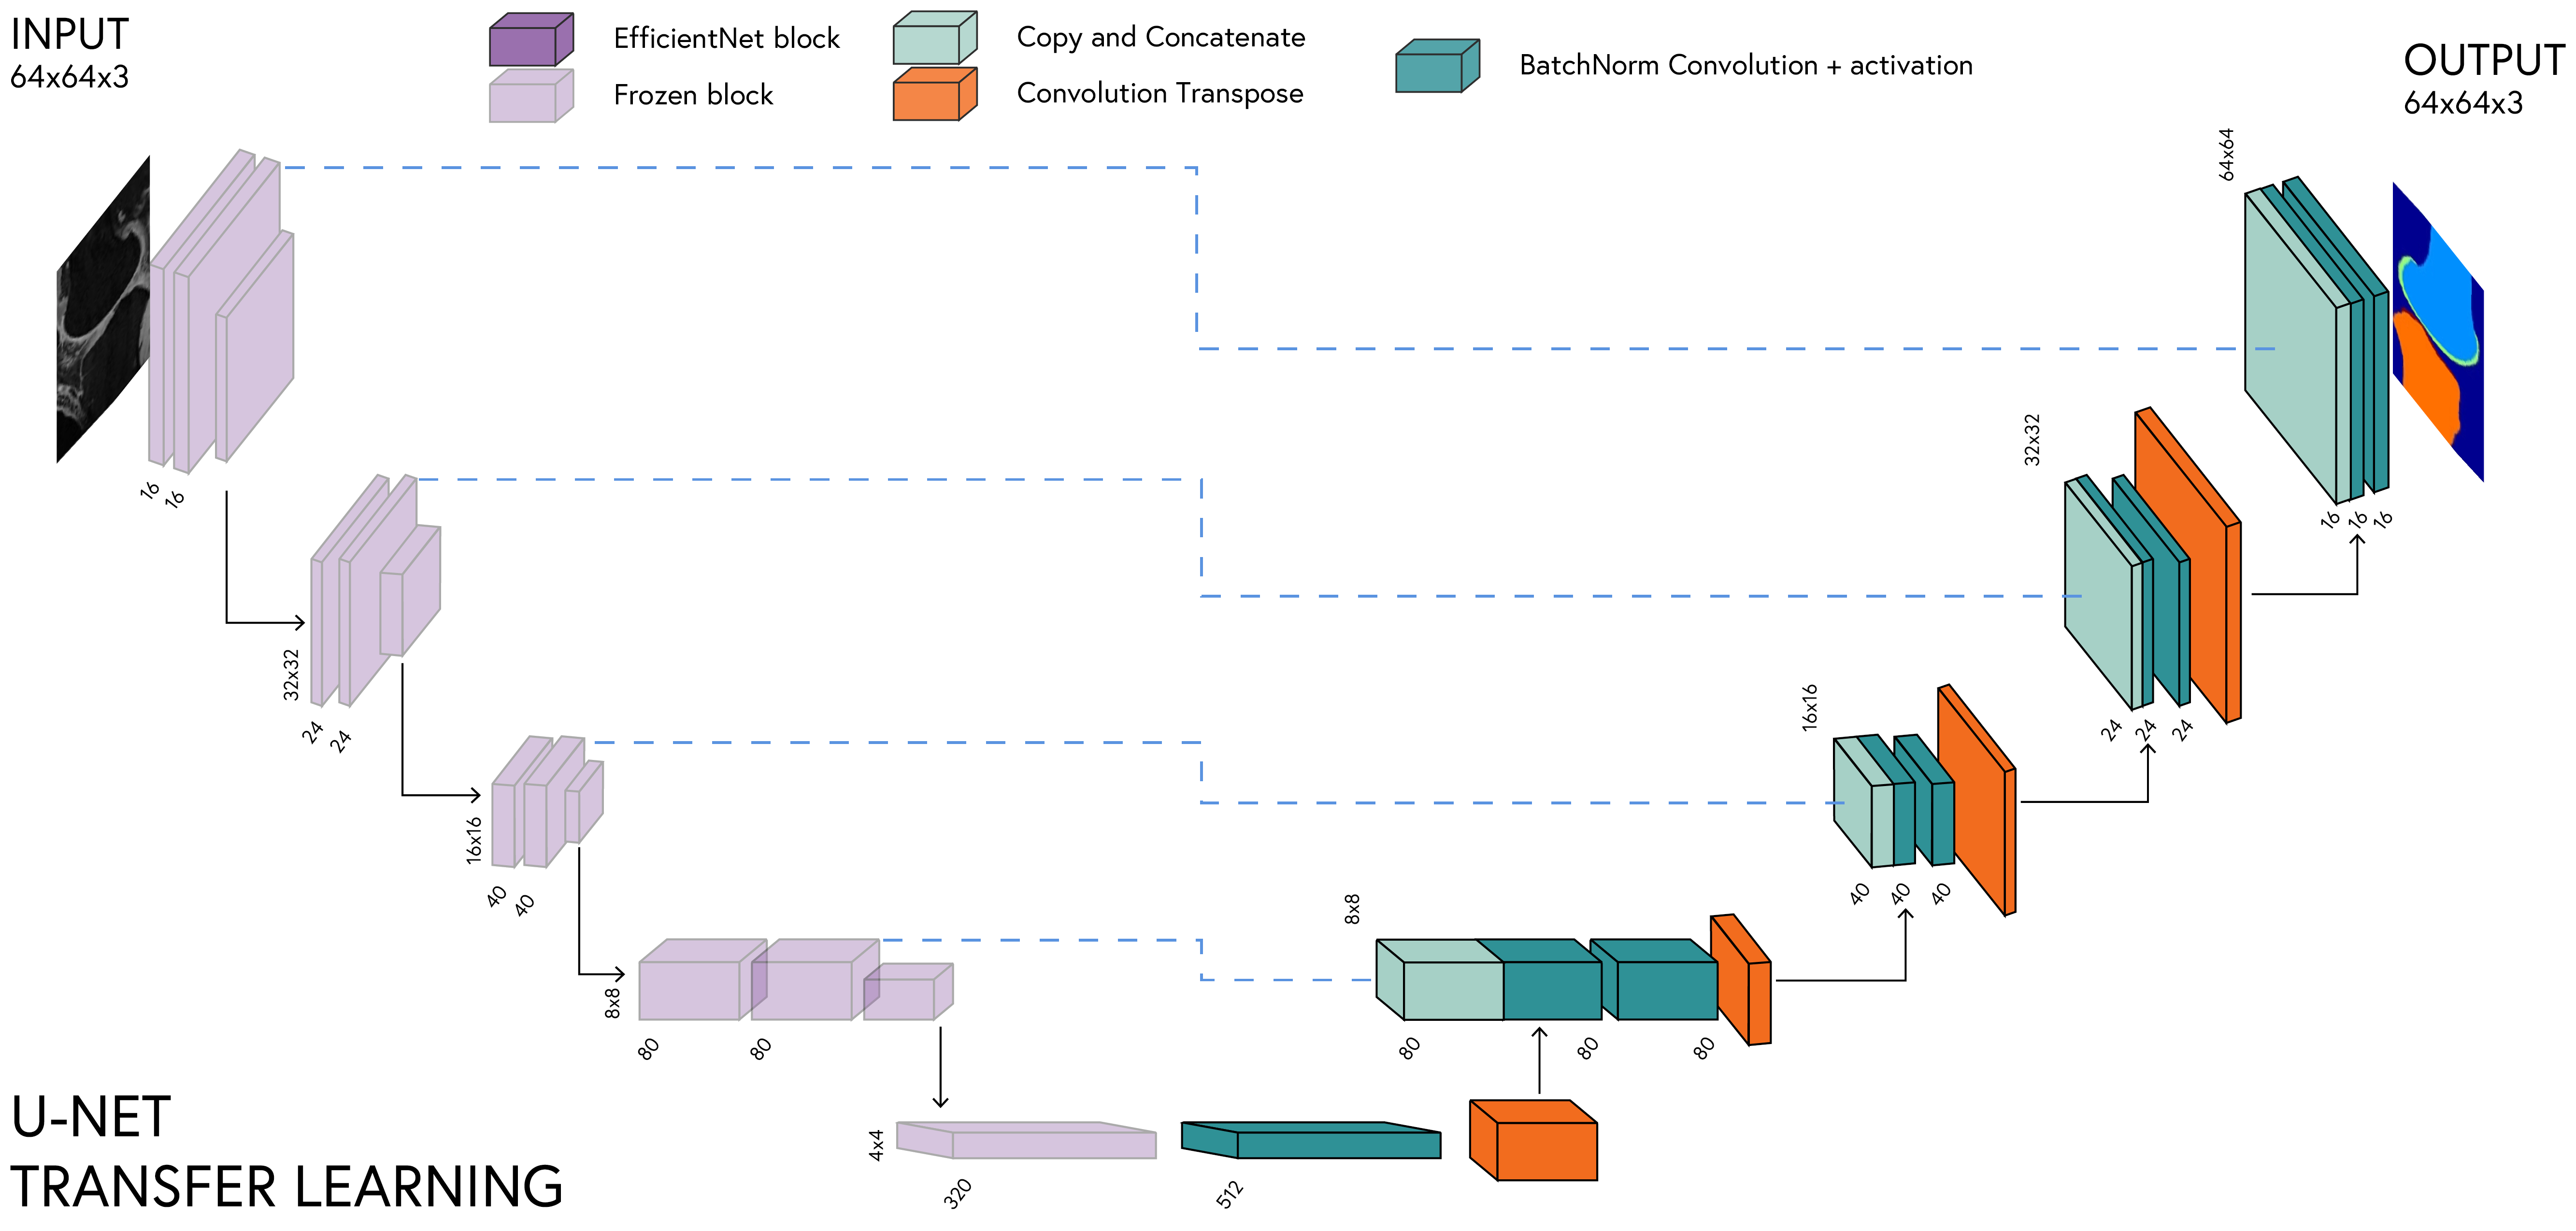 INPUT
64x64x3
EfficientNet block
Frozen block
Copy and Concatenate
Convolution Transpose
BatchNorm Convolution + activation
OUTPUT
64x64x3
16
16
32x32
24
24
16x16
40
40
8x8
80
80
4x4
320
512
8x8
80
80
80
16x16
40
40
40
32x32
24
24
24
64x64
16
16
16
U-NET
TRANSFER LEARNING